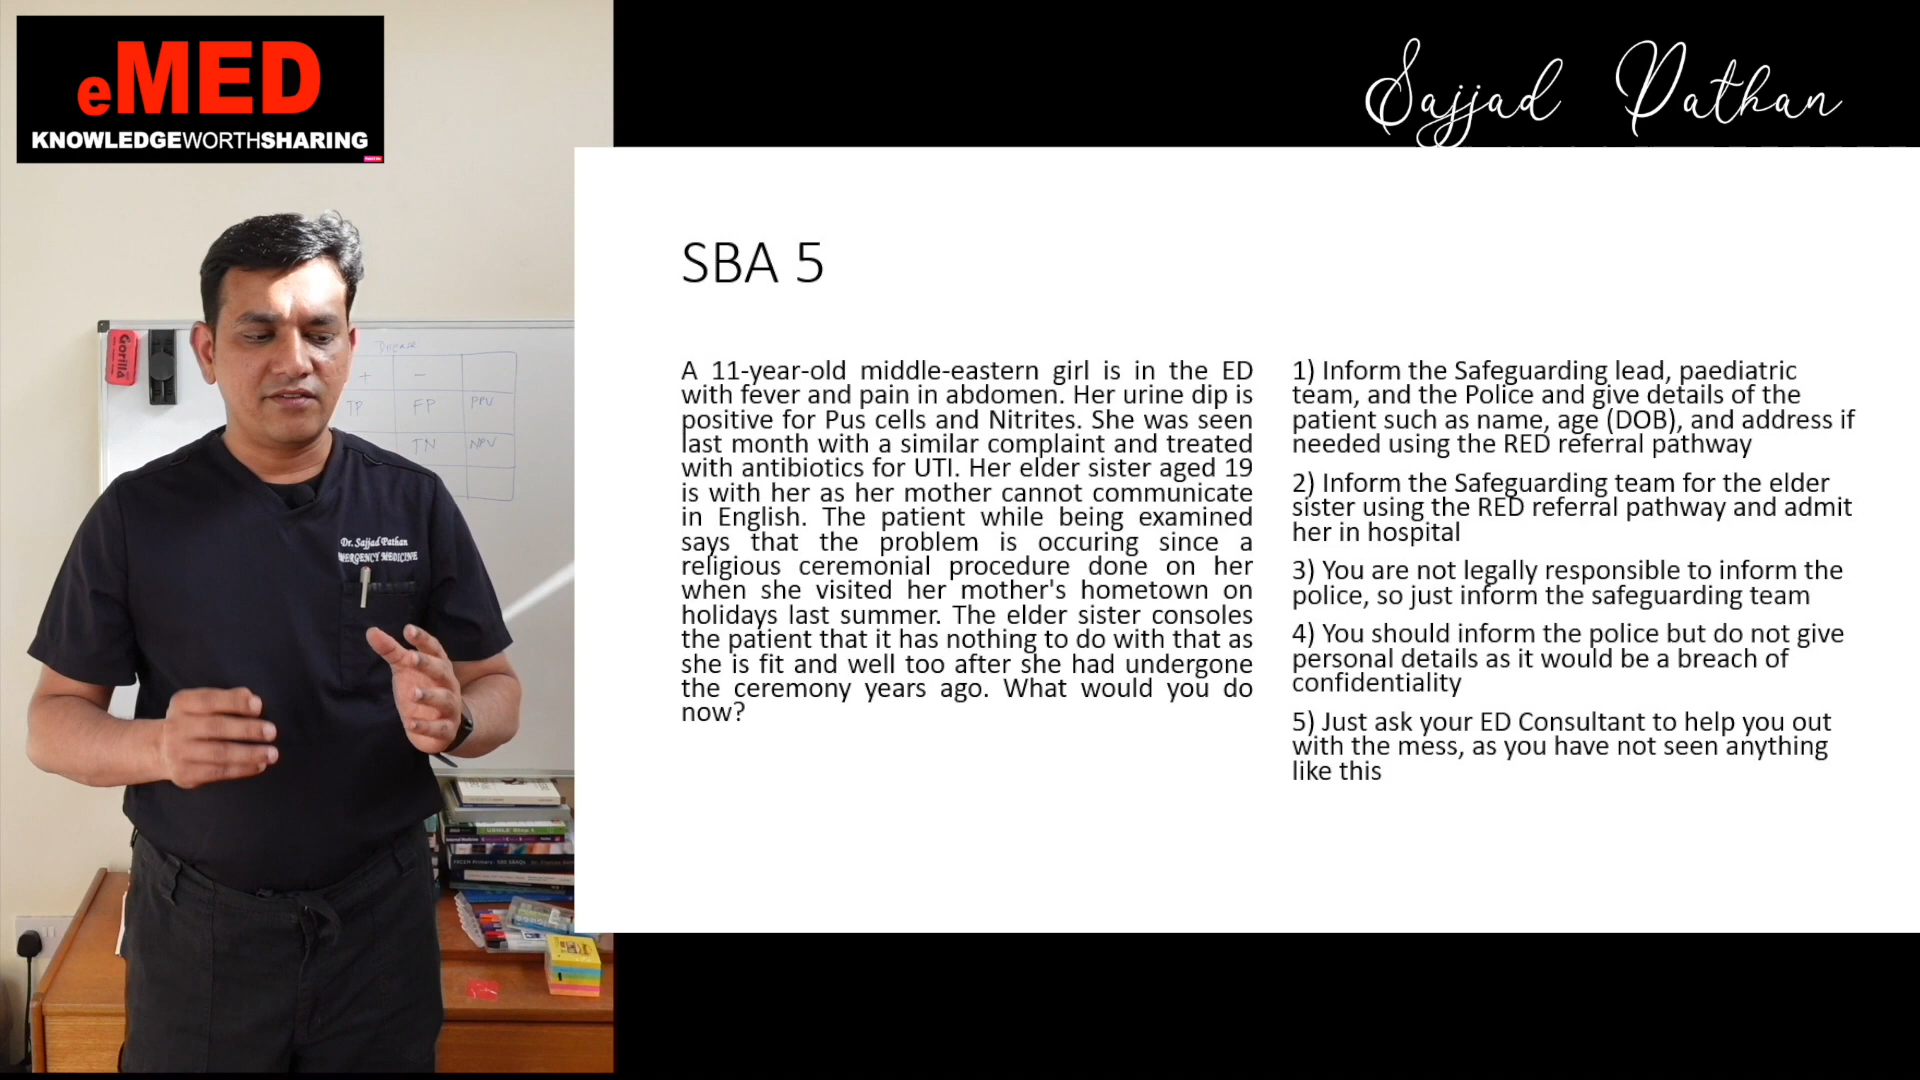 eMED
KNOWLEDGEWORTHSHARING
Sajjad Pathan
SBA 5
A 11-year-old middle-eastern girl is in the ED
with fever and pain in abdomen. Her urine dip is
positive for Pus cells and Nitrites. She was seen
last month with a similar complaint and treated
with antibiotics for UTI. Her elder sister aged 19
is with her as her mother cannot communicate
in English. The patient while being examined
says that the problem is occuring since a
religious ceremonial procedure done on her
when she visited her mother's hometown on
holidays last summer. The elder sister consoles
the patient that it has nothing to do with that as
she is fit and well too after she had undergone
the ceremony years ago. What would you do
now?
1) Inform the Safeguarding lead, paediatric
team, and the Police and give details of the
patient such as name, age (DOB), and address if
needed using the RED referral pathway
2) Inform the Safeguarding team for the elder
sister using the RED referral pathway and admit
her in hospital
3) You are not legally responsible to inform the
police, so just inform the safeguarding team
4) You should inform the police but do not give
personal details as it would be a breach of
confidentiality
5) Just ask your ED Consultant to help you out
with the mess, as you have not seen anything
like this
Gorilla
Disease
+ −
TP FP PPV
TN NPV
Dr. Sajjad Pathan
EMERGENCY MEDICINE